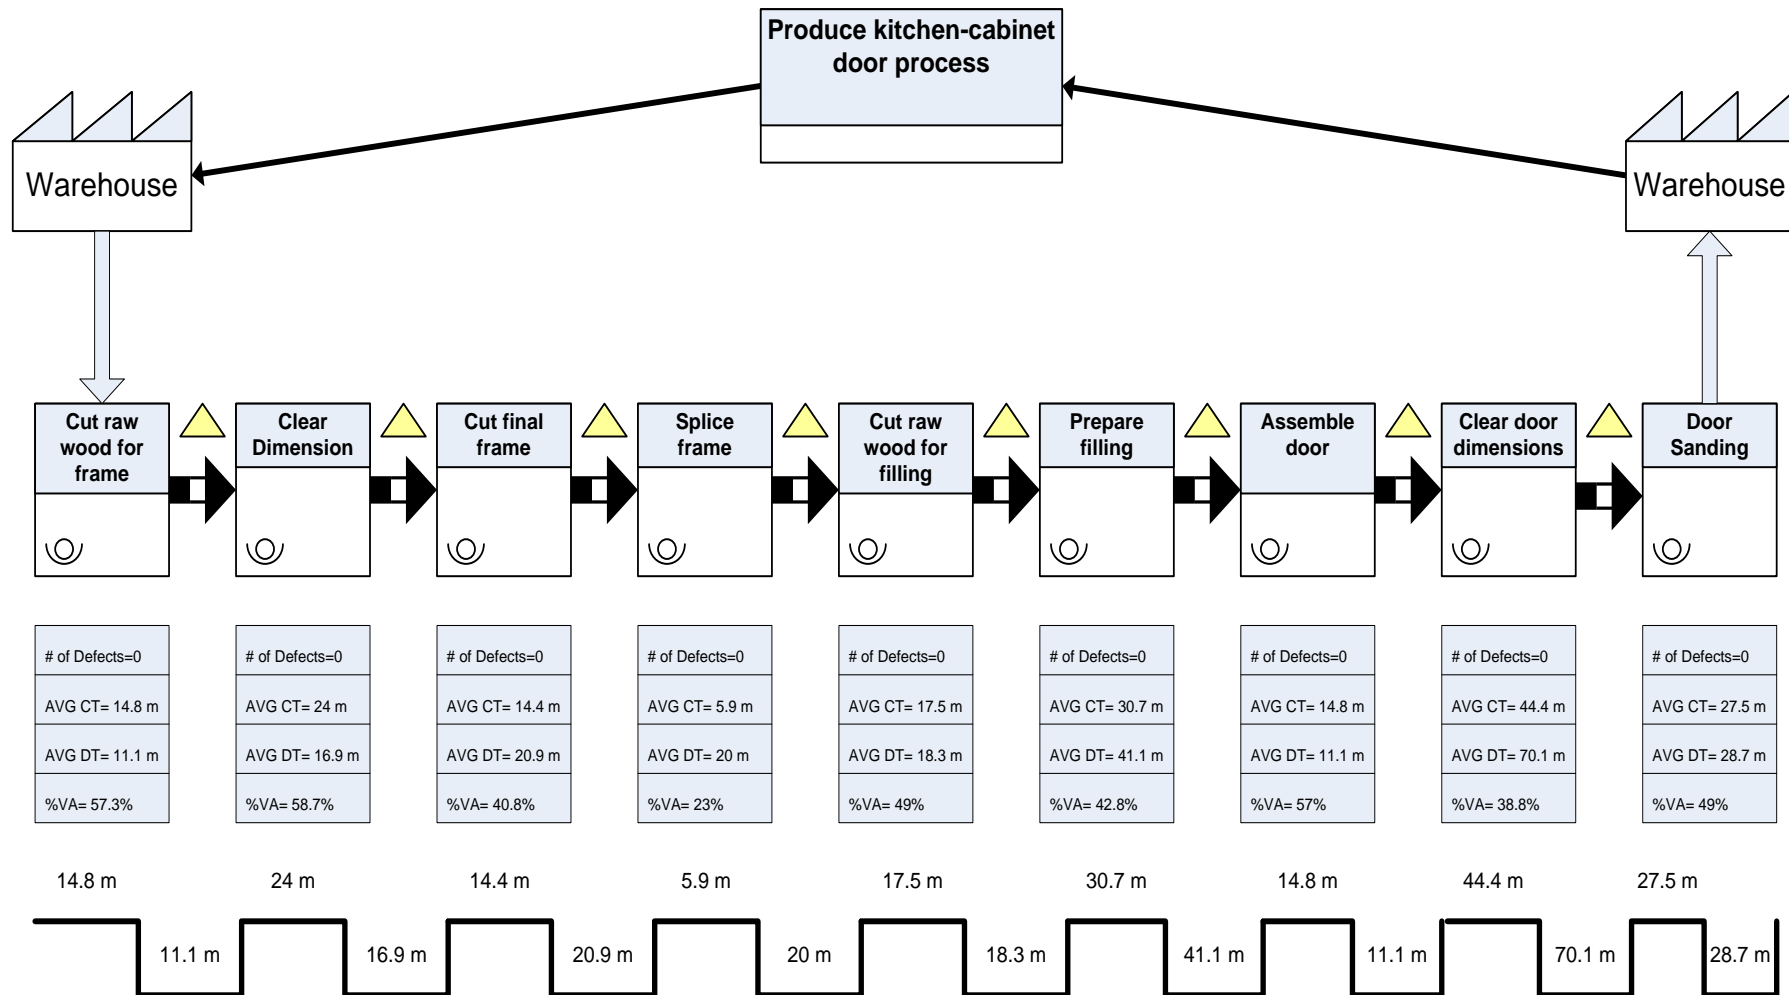 Produce kitchen-cabinet
door process
Warehouse
Warehouse
Cut raw
wood for
frame
Clear
Dimension
Cut final
frame
Splice
frame
Cut raw
wood for
filling
Prepare
filling
Assemble
door
Clear door
dimensions
Door
Sanding
# of Defects=0
AVG CT= 14.8 m
AVG DT= 11.1 m
%VA= 57.3%
# of Defects=0
AVG CT= 24 m
AVG DT= 16.9 m
%VA= 58.7%
# of Defects=0
AVG CT= 14.4 m
AVG DT= 20.9 m
%VA= 40.8%
# of Defects=0
AVG CT= 5.9 m
AVG DT= 20 m
%VA= 23%
# of Defects=0
AVG CT= 17.5 m
AVG DT= 18.3 m
%VA= 49%
# of Defects=0
AVG CT= 30.7 m
AVG DT= 41.1 m
%VA= 42.8%
# of Defects=0
AVG CT= 14.8 m
AVG DT= 11.1 m
%VA= 57%
# of Defects=0
AVG CT= 44.4 m
AVG DT= 70.1 m
%VA= 38.8%
# of Defects=0
AVG CT= 27.5 m
AVG DT= 28.7 m
%VA= 49%
14.8 m
24 m
14.4 m
5.9 m
17.5 m
30.7 m
14.8 m
44.4 m
27.5 m
11.1 m
16.9 m
20.9 m
20 m
18.3 m
41.1 m
11.1 m
70.1 m
28.7 m